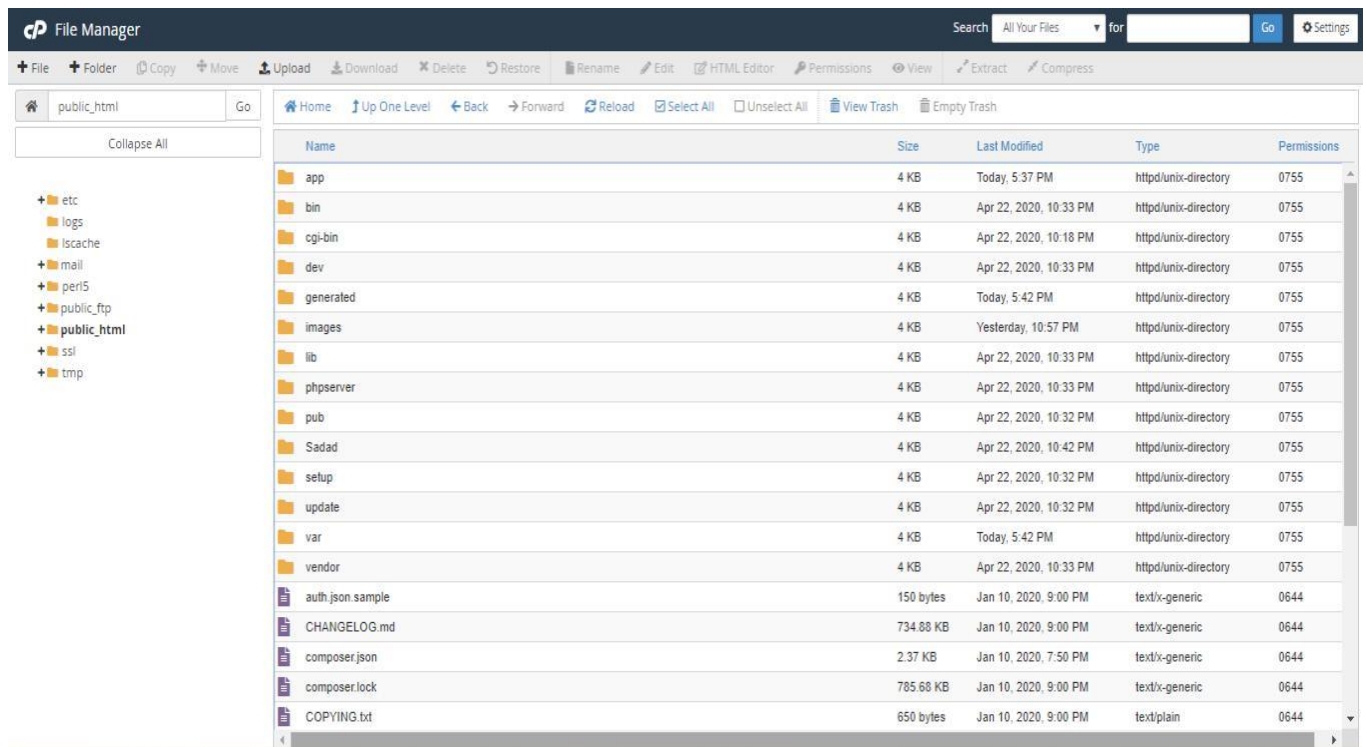 cP File Manager Search All Your Files for Go Settings
File Folder Copy Move Upload Download Delete Restore Rename Edit HTML Editor Permissions View Extract Compress
public_html Go Home Up One Level Back Forward Reload Select All Unselect All View Trash Empty Trash
Collapse All
etc
logs
lscache
mail
perl5
public_ftp
public_html
ssl
tmp
Name Size Last Modified Type Permissions
app 4 KB Today, 5:37 PM httpd/unix-directory 0755
bin 4 KB Apr 22, 2020, 10:33 PM httpd/unix-directory 0755
cgi-bin 4 KB Apr 22, 2020, 10:18 PM httpd/unix-directory 0755
dev 4 KB Apr 22, 2020, 10:33 PM httpd/unix-directory 0755
generated 4 KB Today, 5:42 PM httpd/unix-directory 0755
images 4 KB Yesterday, 10:57 PM httpd/unix-directory 0755
lib 4 KB Apr 22, 2020, 10:33 PM httpd/unix-directory 0755
phpserver 4 KB Apr 22, 2020, 10:33 PM httpd/unix-directory 0755
pub 4 KB Apr 22, 2020, 10:32 PM httpd/unix-directory 0755
Sadad 4 KB Apr 22, 2020, 10:42 PM httpd/unix-directory 0755
setup 4 KB Apr 22, 2020, 10:32 PM httpd/unix-directory 0755
update 4 KB Apr 22, 2020, 10:32 PM httpd/unix-directory 0755
var 4 KB Today, 5:42 PM httpd/unix-directory 0755
vendor 4 KB Apr 22, 2020, 10:33 PM httpd/unix-directory 0755
auth.json.sample 150 bytes Jan 10, 2020, 9:00 PM text/x-generic 0644
CHANGELOG.md 734.88 KB Jan 10, 2020, 9:00 PM text/x-generic 0644
composer.json 2.37 KB Jan 10, 2020, 7:50 PM text/x-generic 0644
composer.lock 785.68 KB Jan 10, 2020, 9:00 PM text/x-generic 0644
COPYING.txt 650 bytes Jan 10, 2020, 9:00 PM text/plain 0644